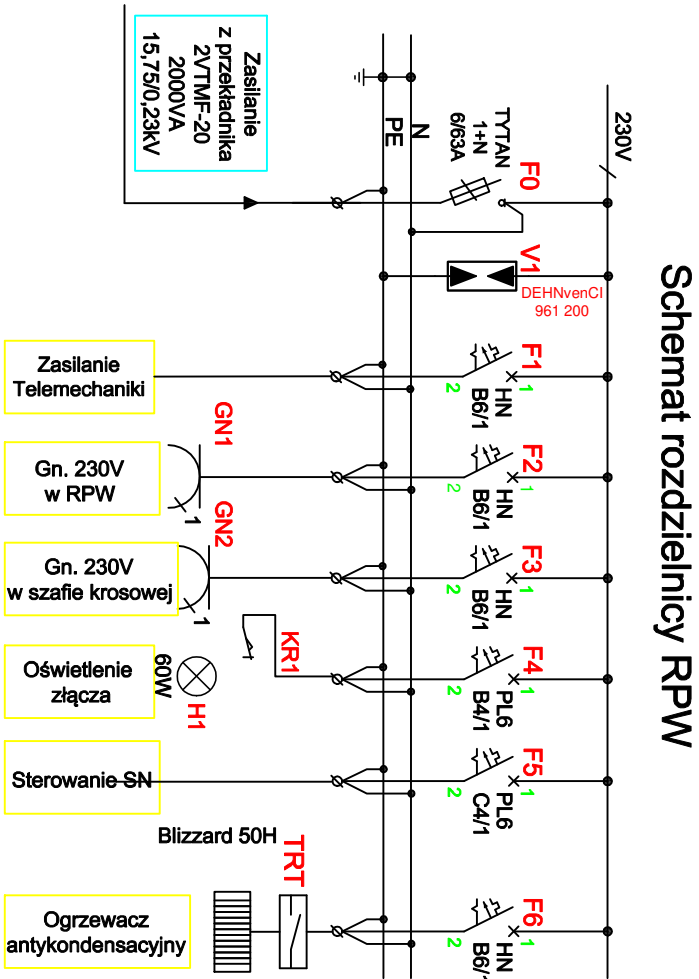 Schemat rozdzielnicy RPW
230V
Zasilanie
z przekładnika
2VTMF-20
2000VA
15,75/0,23kV
N
PE
F0
TYTAN
1+N
6/63A
V1
DEHNvenCI
961 200
F1
HN
B6/1
1
2
Zasilanie
Telemechaniki
F2
HN
B6/1
1
2
GN1
1
Gn. 230V
w RPW
F3
HN
B6/1
1
2
GN2
1
Gn. 230V
w szafie krosowej
F4
PL6
B4/1
1
2
KR1
H1
60W
Oświetlenie
złącza
F5
PL6
C4/1
1
2
Sterowanie SN
F6
HN
B6/1
1
2
TRT
Blizzard 50H
Ogrzewacz
antykondensacyjny